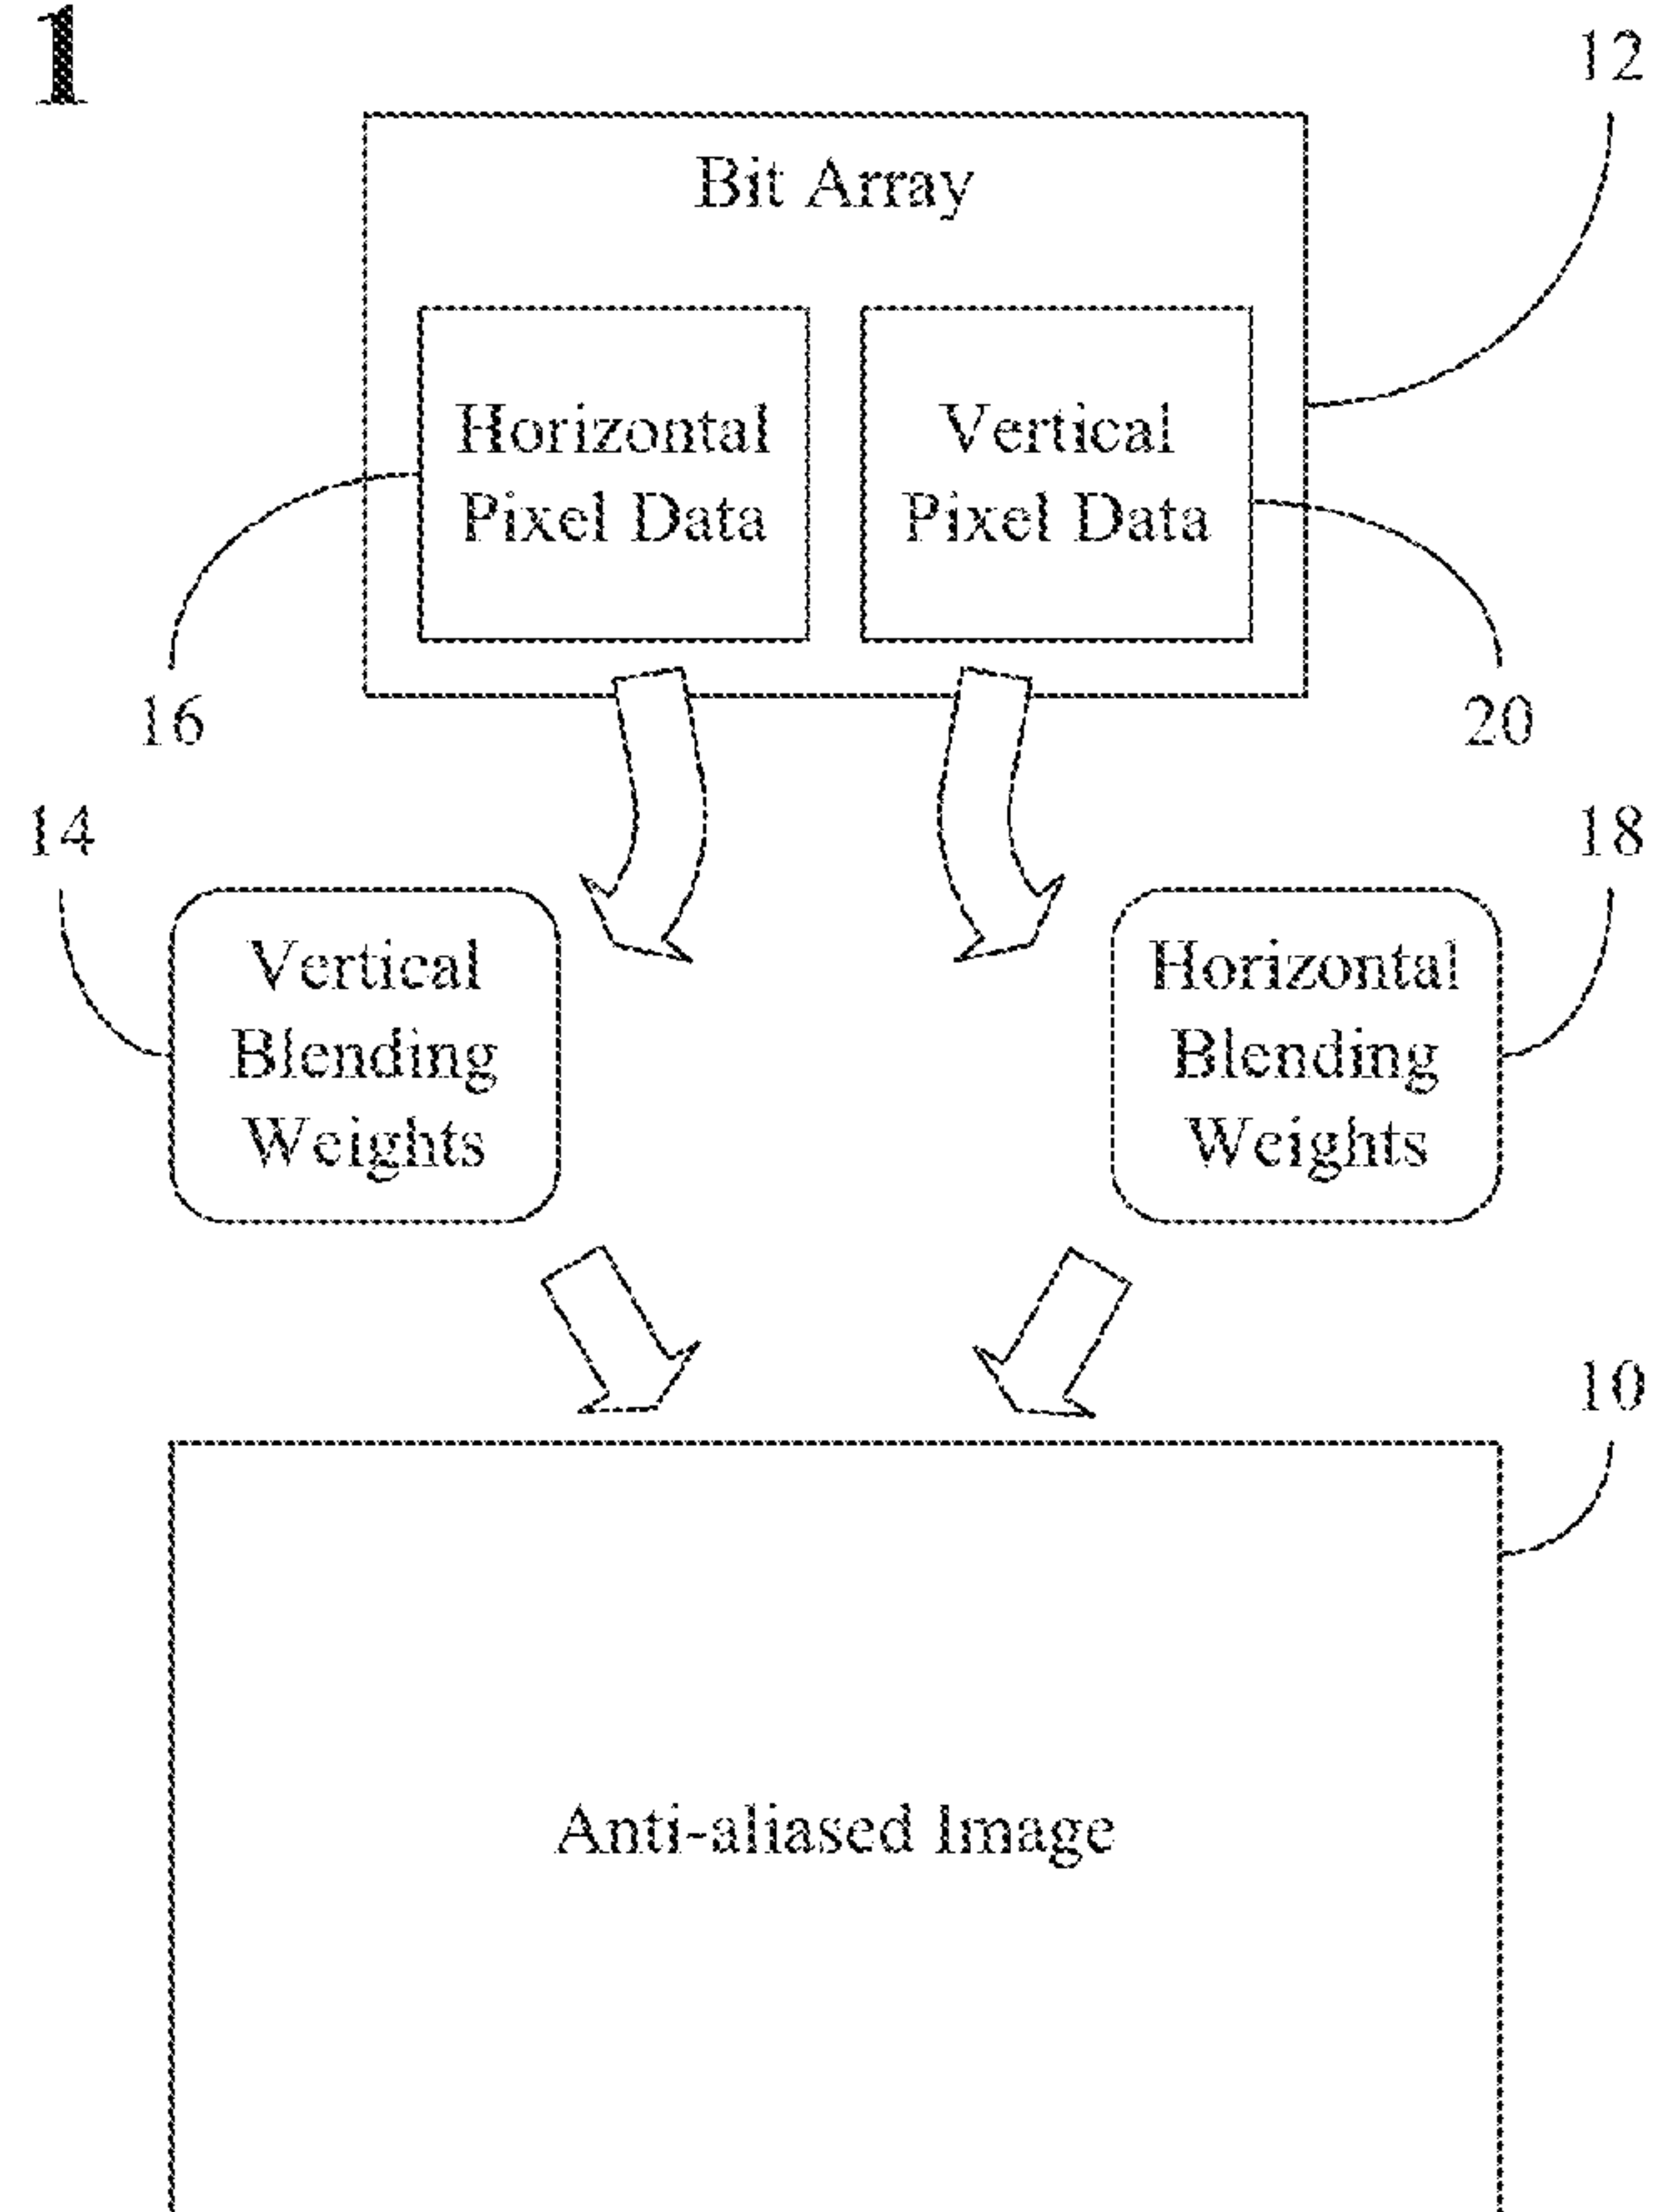 1
12
Bit Array
Horizontal
Pixel Data
Vertical
Pixel Data
16
20
14
18
Vertical
Blending
Weights
Horizontal
Blending
Weights
10
Anti-aliased Image